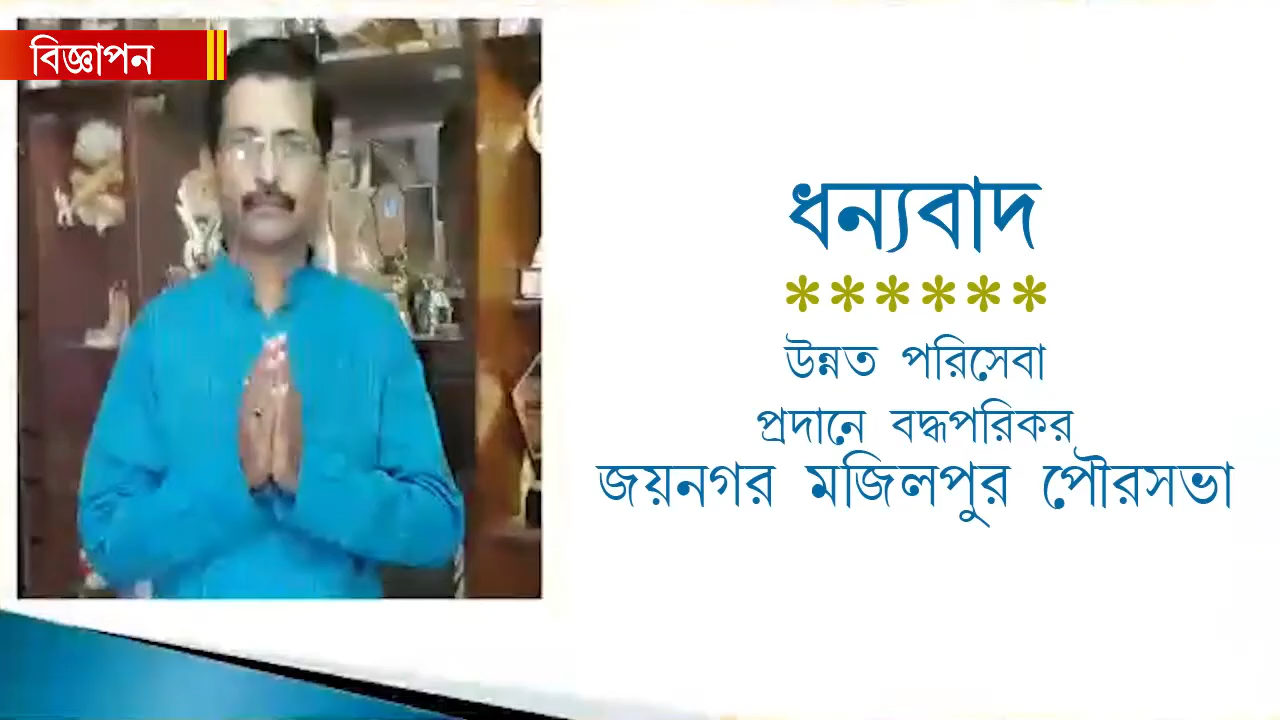 বিজ্ঞাপন
ধন্যবাদ
******
উন্নত পরিসেবা
প্রদানে বদ্ধপরিকর
জয়নগর মজিলপুর পৌরসভা